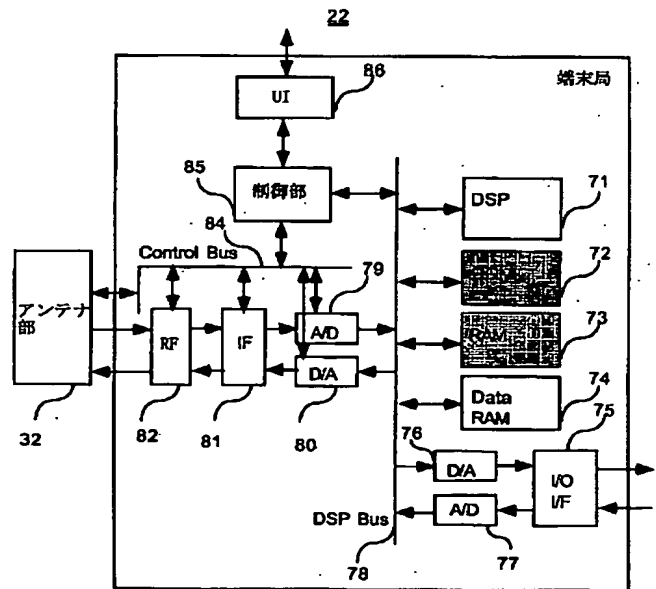 22
端末局
UI
86
85
制御部
DSP
71
84
Control Bus
79
72
アンテナ
部
RF
IF
A/D
RAM
73
D/A
Data
RAM
74
32
82
81
80
76
75
D/A
I/O
I/F
DSP Bus
A/D
78
77